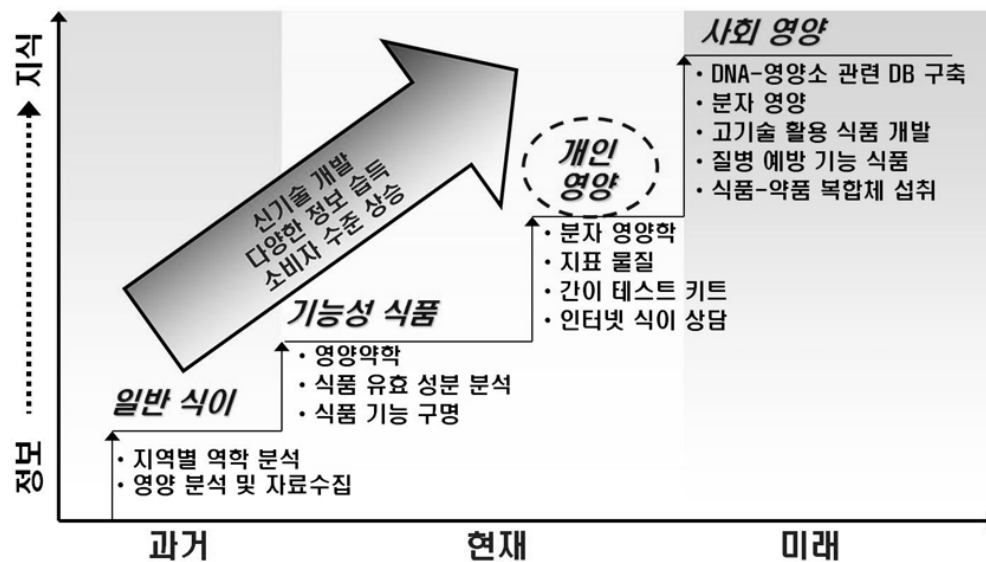 지식
정보
사회 영양
• DNA-영양소 관련 DB 구축
• 분자 영양
• 고기술 활용 식품 개발
• 질병 예방 기능 식품
• 식품-약품 복합체 섭취
개인
영양
• 분자 영양학
• 지표 물질
• 간이 테스트 키트
• 인터넷 식이 상담
신기술 개발
다양한 정보 습득
소비자 수준 상승
기능성 식품
• 영양약학
• 식품 유효 성분 분석
• 식품 기능 구명
일반 식이
• 지역별 역학 분석
• 영양 분석 및 자료수집
과거
현재
미래